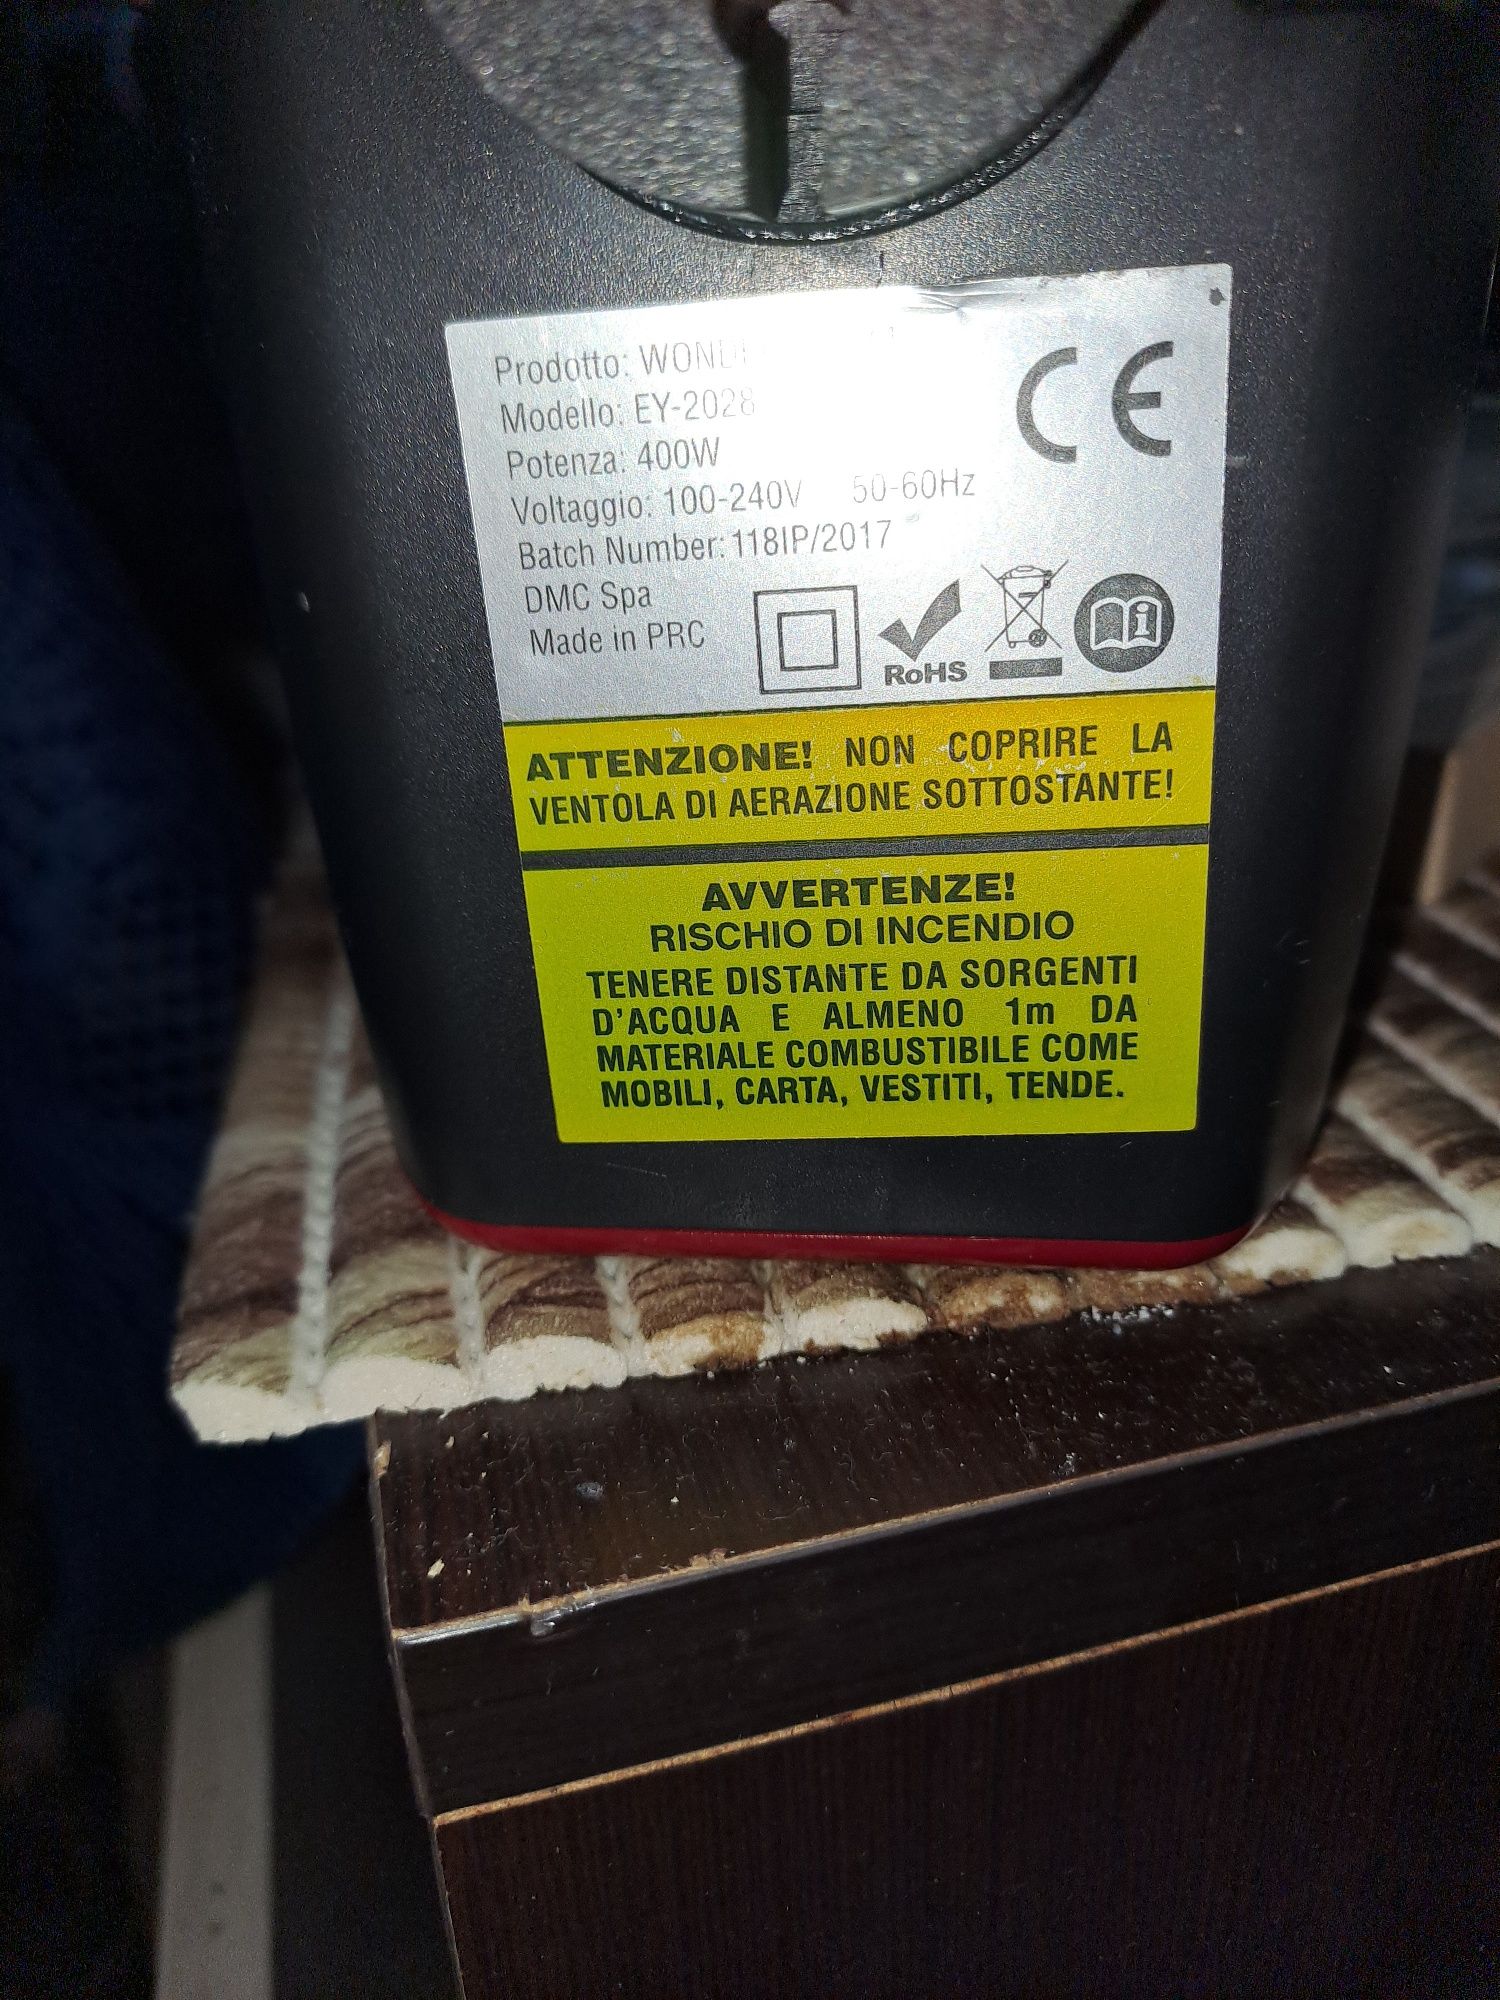 Prodotto:
Modello: EY-2028
Potenza: 400W
Voltaggio: 100-240V 50-60Hz
Batch Number: 118IP/2017
DMC Spa
Made in PRC
CE
RoHS
ATTENZIONE! NON COPRIRE LA
VENTOLA DI AERAZIONE SOTTOSTANTE!
AVVERTENZE!
RISCHIO DI INCENDIO
TENERE DISTANTE DA SORGENTI
D'ACQUA E ALMENO 1m DA
MATERIALE COMBUSTIBILE COME
MOBILI, CARTA, VESTITI, TENDE.